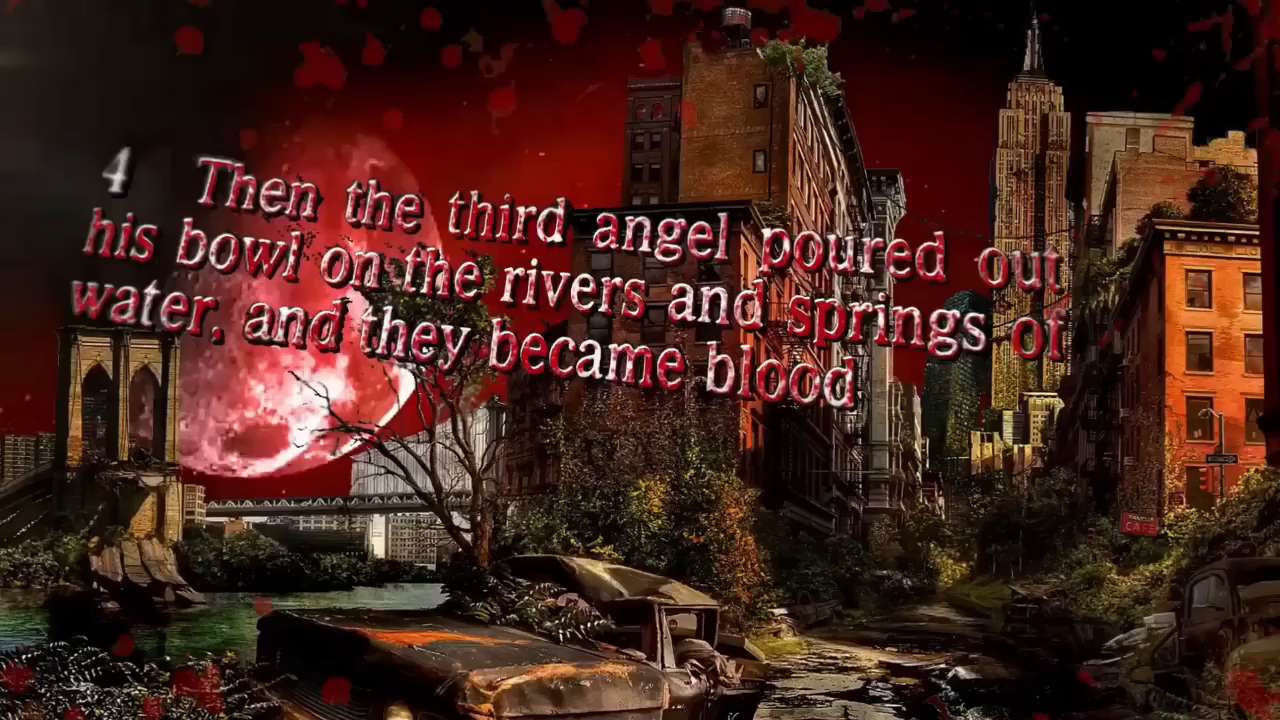 4 Then the third angel poured out
his bowl on the rivers and springs of
water, and they became blood
CAFE